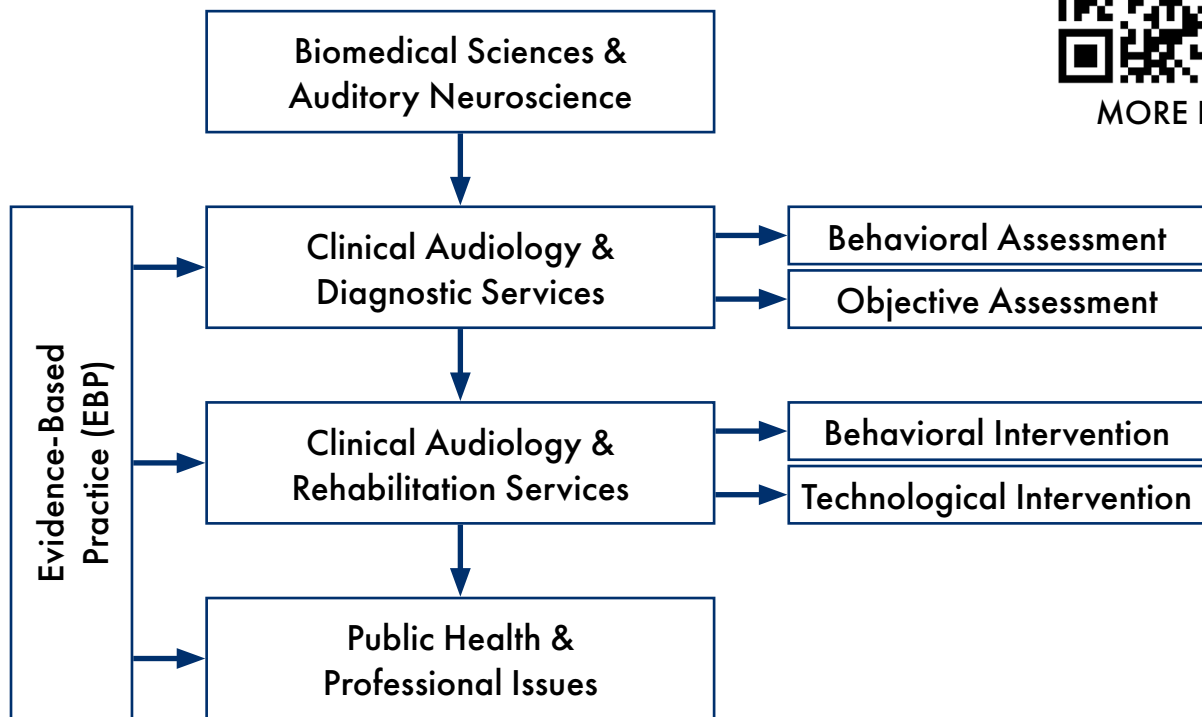 Biomedical Sciences &
Auditory Neuroscience
MORE
Clinical Audiology &
Diagnostic Services
Behavioral Assessment
Objective Assessment
Evidence-Based
Practice (EBP)
Clinical Audiology &
Rehabilitation Services
Behavioral Intervention
Technological Intervention
Public Health &
Professional Issues